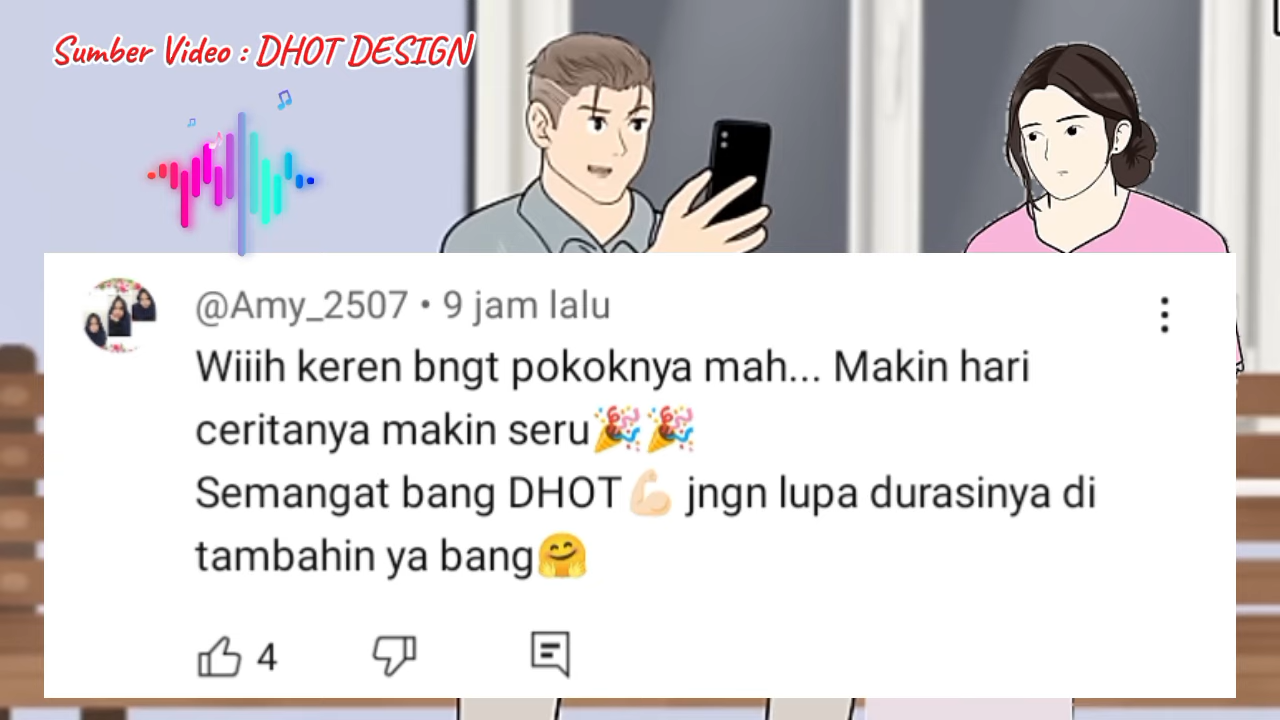 Sumber Video : DHOT DESIGN
@Amy_2507 • 9 jam lalu
Wiiih keren bngt pokoknya mah... Makin hari
ceritanya makin seru🎉🎉
Semangat bang DHOT💪🏻 jngn lupa durasinya di
tambahin ya bang🤗
4